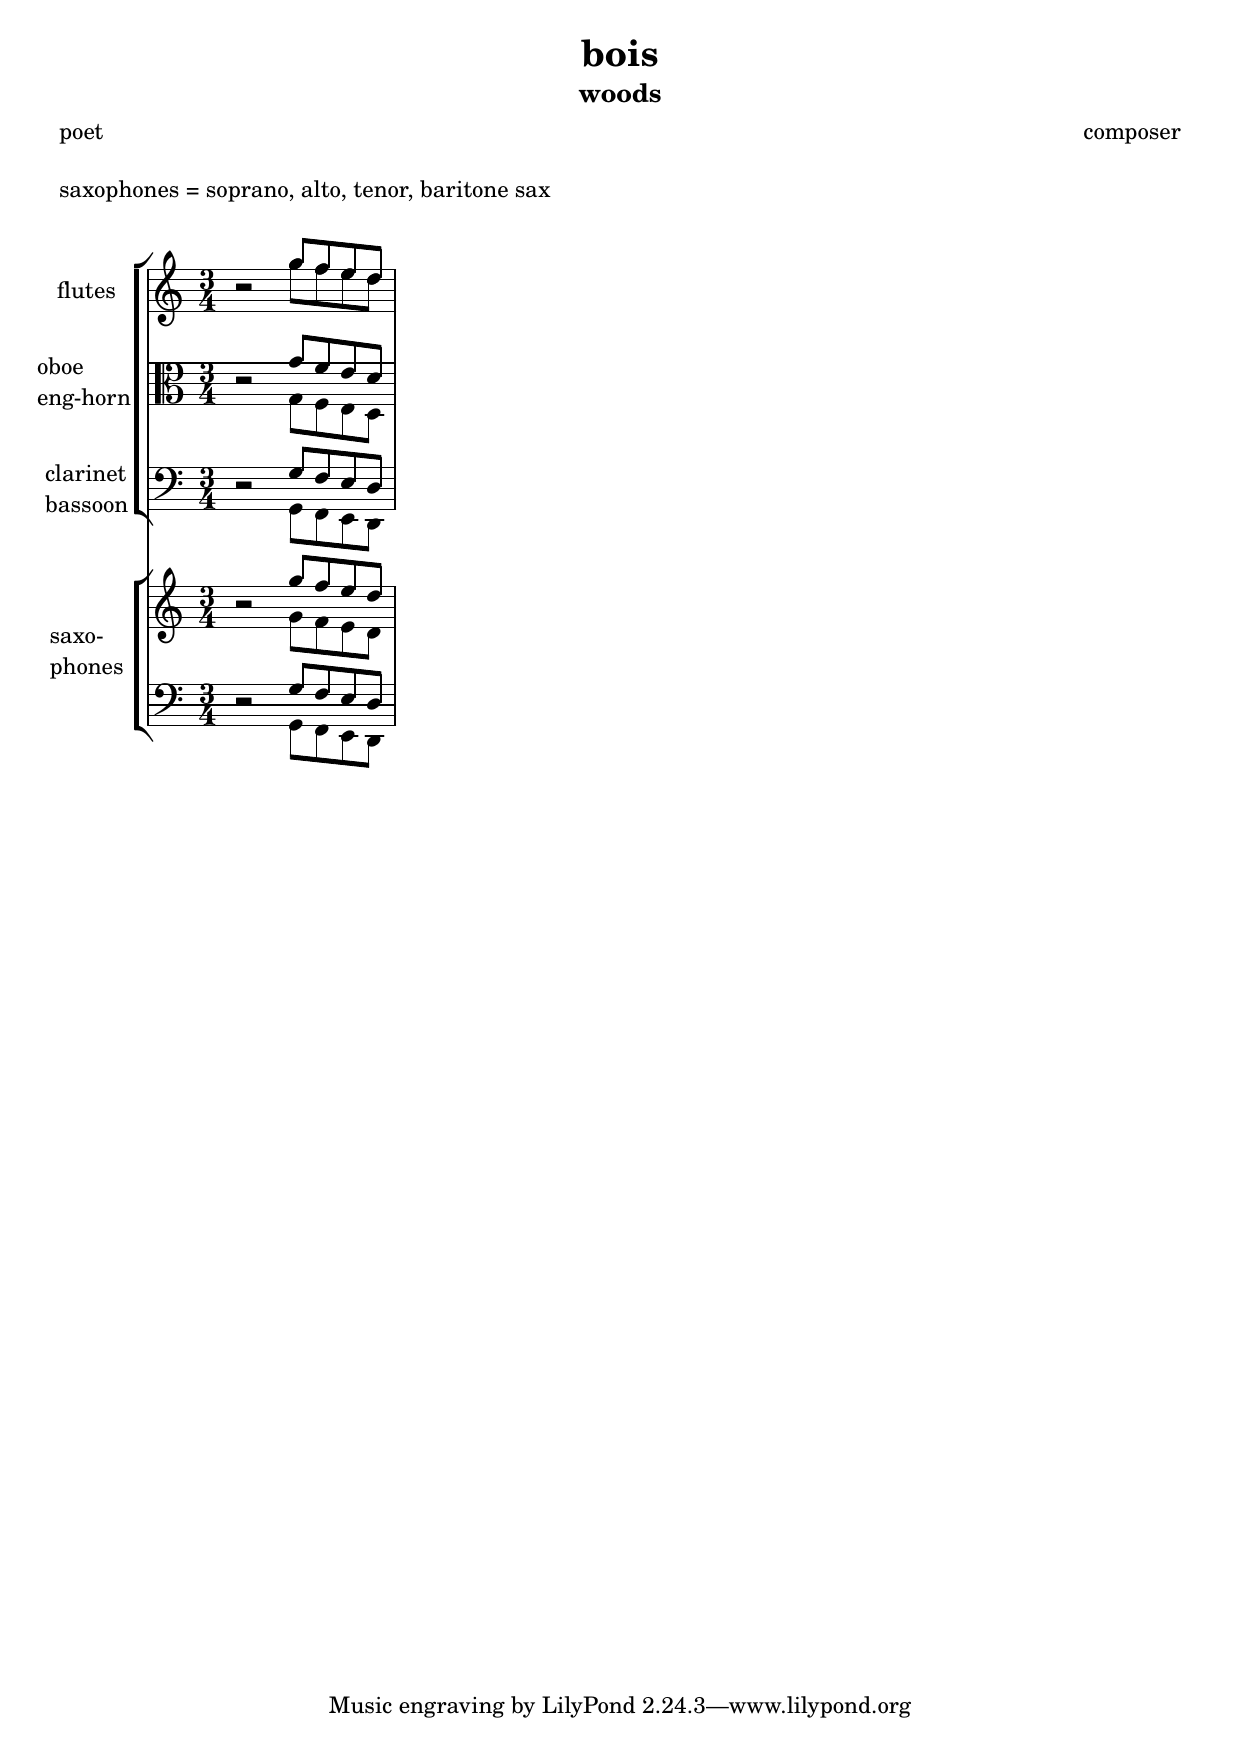 bois
woods
poet composer
saxophones = soprano, alto, tenor, baritone sax
flutes
oboe
eng-horn
clarinet
bassoon
saxo-
phones
Music engraving by LilyPond 2.24.3—www.lilypond.org